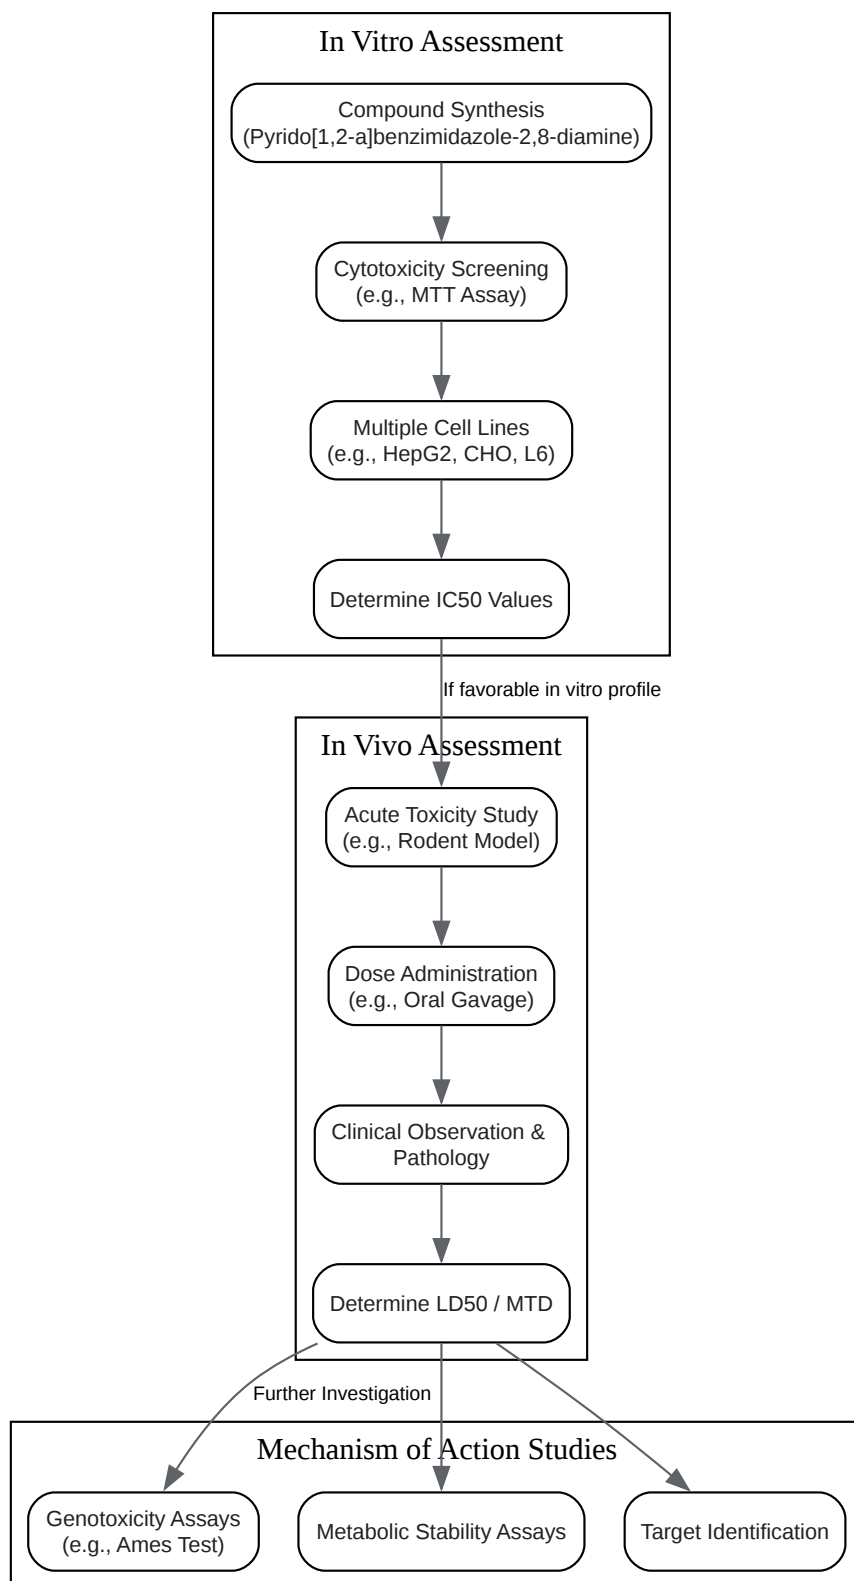 In Vitro Assessment
Compound Synthesis
(Pyrido[1,2-a]benzimidazole-2,8-diamine)
Cytotoxicity Screening
(e.g., MTT Assay)
Multiple Cell Lines
(e.g., HepG2, CHO, L6)
Determine IC50 Values
If favorable in vitro profile
In Vivo Assessment
Acute Toxicity Study
(e.g., Rodent Model)
Dose Administration
(e.g., Oral Gavage)
Clinical Observation &
Pathology
Determine LD50 / MTD
Further Investigation
Mechanism of Action Studies
Genotoxicity Assays
(e.g., Ames Test)
Metabolic Stability Assays
Target Identification